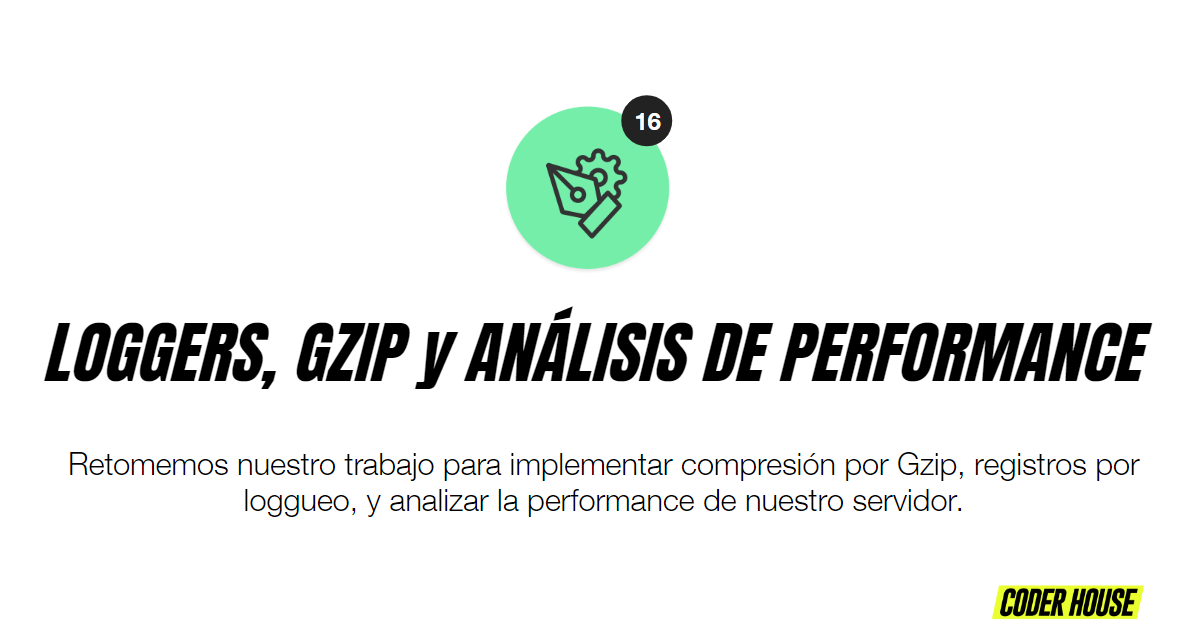 16
LOGGERS, GZIP y ANÁLISIS DE PERFORMANCE
Retomemos nuestro trabajo para implementar compresión por Gzip, registros por
loggueo, y analizar la performance de nuestro servidor.
CODER HOUSE